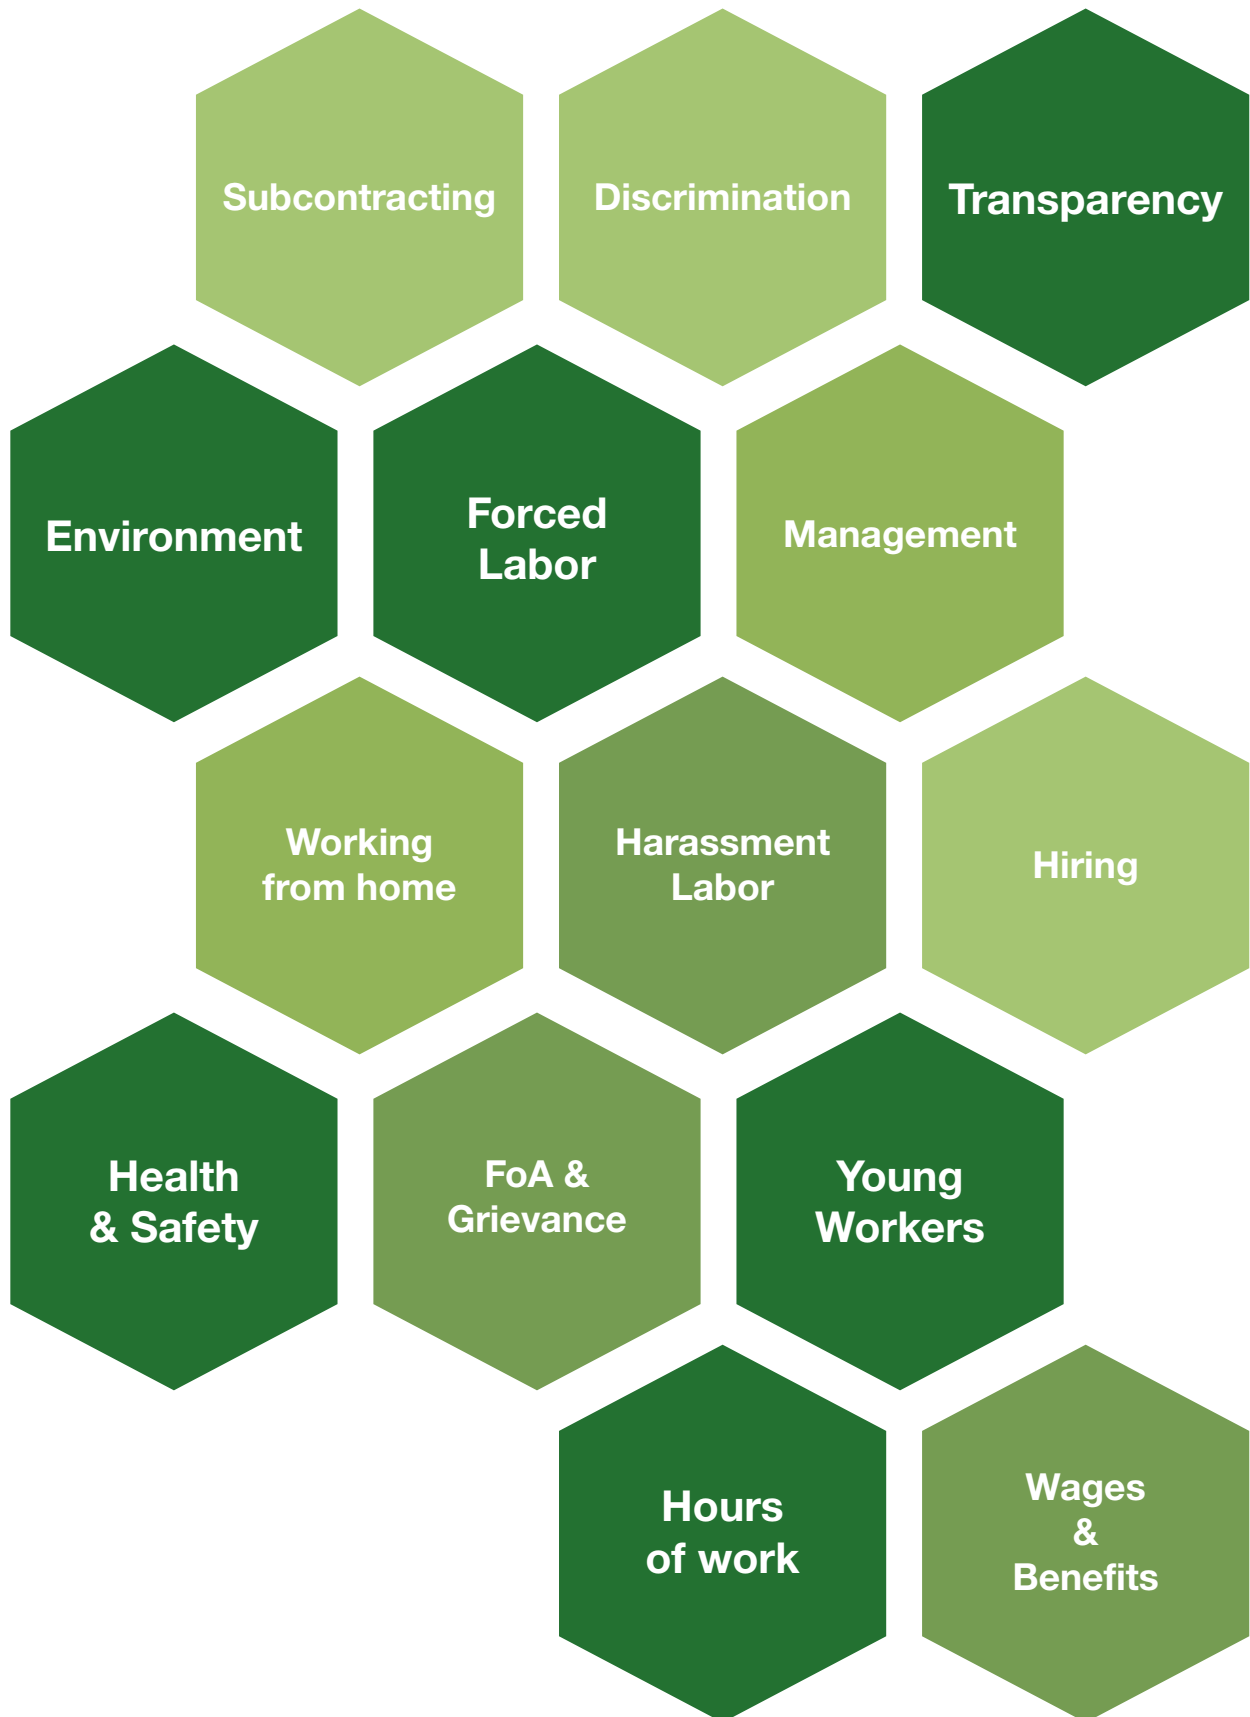 Subcontracting
Discrimination
Transparency
Environment
Forced
Labor
Management
Working
from home
Harassment
Labor
Hiring
Health
& Safety
FoA &
Grievance
Young
Workers
Hours
of work
Wages
&
Benefits